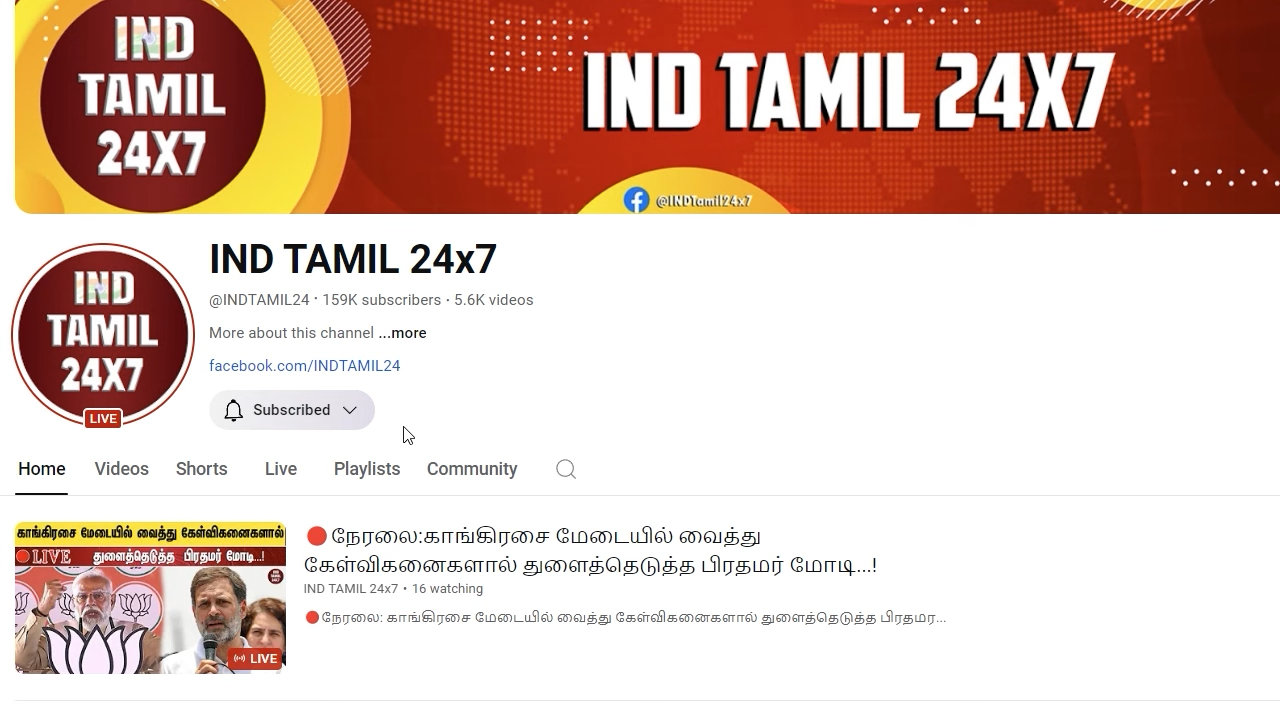 IND
TAMIL
24X7
IND TAMIL 24X7
@INDTamil24x7
IND
TAMIL
24X7
LIVE
IND TAMIL 24x7
@INDTAMIL24 · 159K subscribers · 5.6K videos
More about this channel ...more
facebook.com/INDTAMIL24
Subscribed
Home Videos Shorts Live Playlists Community
காங்கிரசை மேடையில் வைத்து கேள்விகனைகளால்
LIVE துளைத்தெடுத்த பிரதமர் மோடி...!
LIVE
🔴நேரலை:காங்கிரசை மேடையில் வைத்து
கேள்விகனைகளால் துளைத்தெடுத்த பிரதமர் மோடி...!
IND TAMIL 24x7 • 16 watching
🔴நேரலை: காங்கிரசை மேடையில் வைத்து கேள்விகனைகளால் துளைத்தெடுத்த பிரதமர...